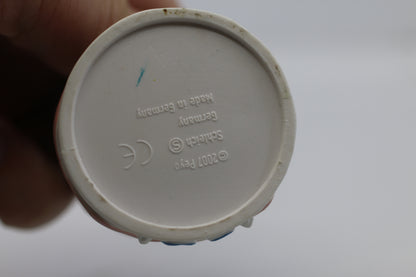 © 2007 Peyo
Schleich Ⓢ
Germany
Made in Germany
CE